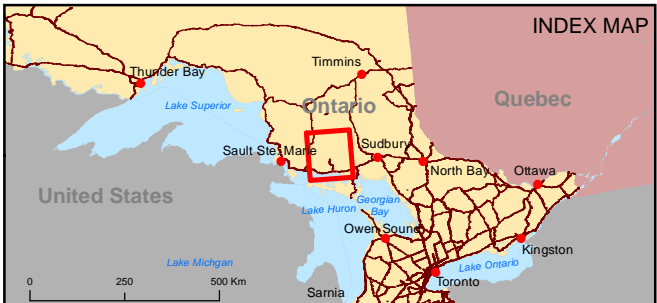 INDEX MAP
Timmins
Thunder Bay
Ontario
Quebec
Lake Superior
Sault Ste. Marie
Sudbury
North Bay
Ottawa
United States
Lake Huron
Georgian
Bay
Owen Sound
Kingston
Lake Michgan
Lake Ontario
Toronto
0 250 500 Km
Sarnia